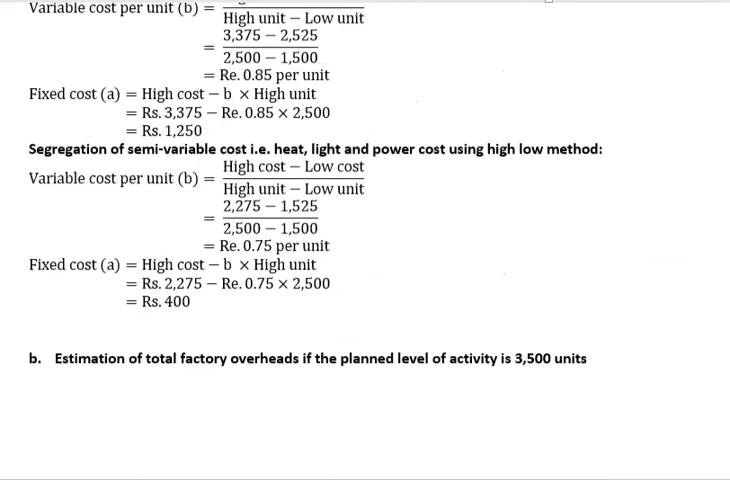 Variable cost per unit (b) =
High unit − Low unit
= 3,375 − 2,525
2,500 − 1,500
= Re. 0.85 per unit
Fixed cost (a) = High cost − b × High unit
= Rs. 3,375 − Re. 0.85 × 2,500
= Rs. 1,250
Segregation of semi-variable cost i.e. heat, light and power cost using high low method:
Variable cost per unit (b) = High cost − Low cost
High unit − Low unit
= 2,275 − 1,525
2,500 − 1,500
= Re. 0.75 per unit
Fixed cost (a) = High cost − b × High unit
= Rs. 2,275 − Re. 0.75 × 2,500
= Rs. 400
b. Estimation of total factory overheads if the planned level of activity is 3,500 units